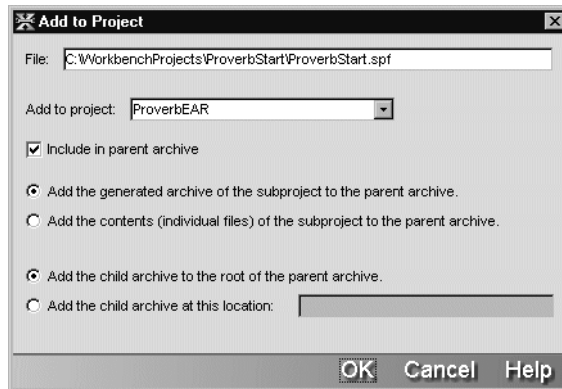 Add to Project
File: C:\WorkbenchProjects\ProverbStart\ProverbStart.spf
Add to project: ProverbEAR
Include in parent archive
Add the generated archive of the subproject to the parent archive.
Add the contents (individual files) of the subproject to the parent archive.
Add the child archive to the root of the parent archive.
Add the child archive at this location:
OK Cancel Help